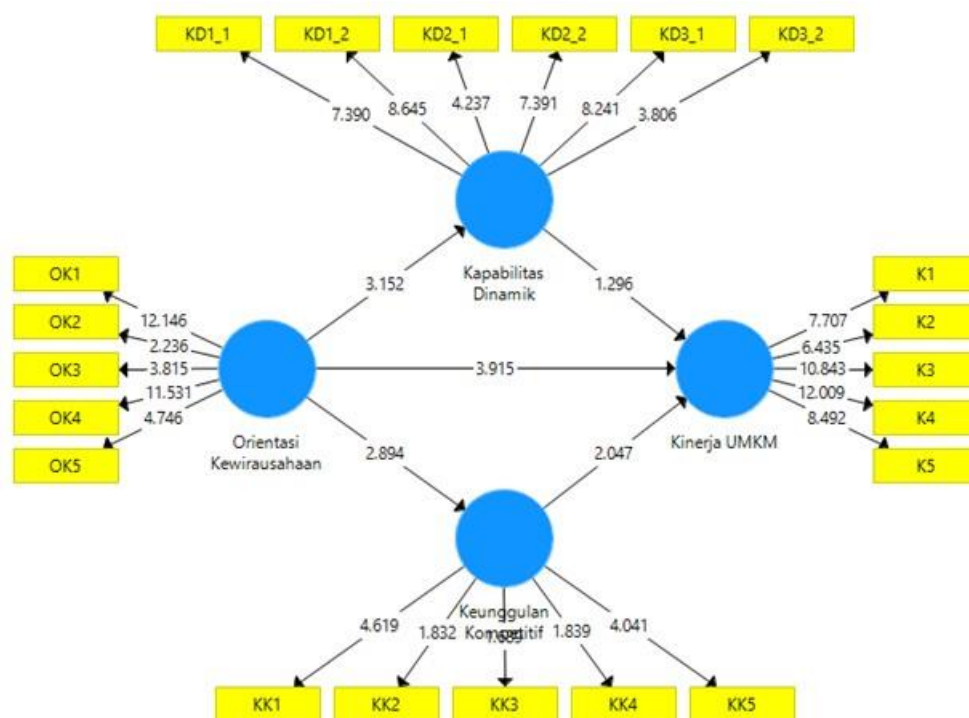 KD1_1 KD1_2 KD2_1 KD2_2 KD3_1 KD3_2
7.390 8.645 4.237 7.391 8.241 3.806
Kapabilitas
Dinamik
3.152 1.296
OK1
OK2
OK3
OK4
OK5
12.146
2.236
3.815
11.531
4.746
Orientasi
Kewirausahaan
3.915
Kinerja UMKM
7.707
6.435
10.843
12.009
8.492
K1
K2
K3
K4
K5
2.894 2.047
Keunggulan
Kompetitif
4.619 1.832 1.839 4.041
KK1 KK2 KK3 KK4 KK5